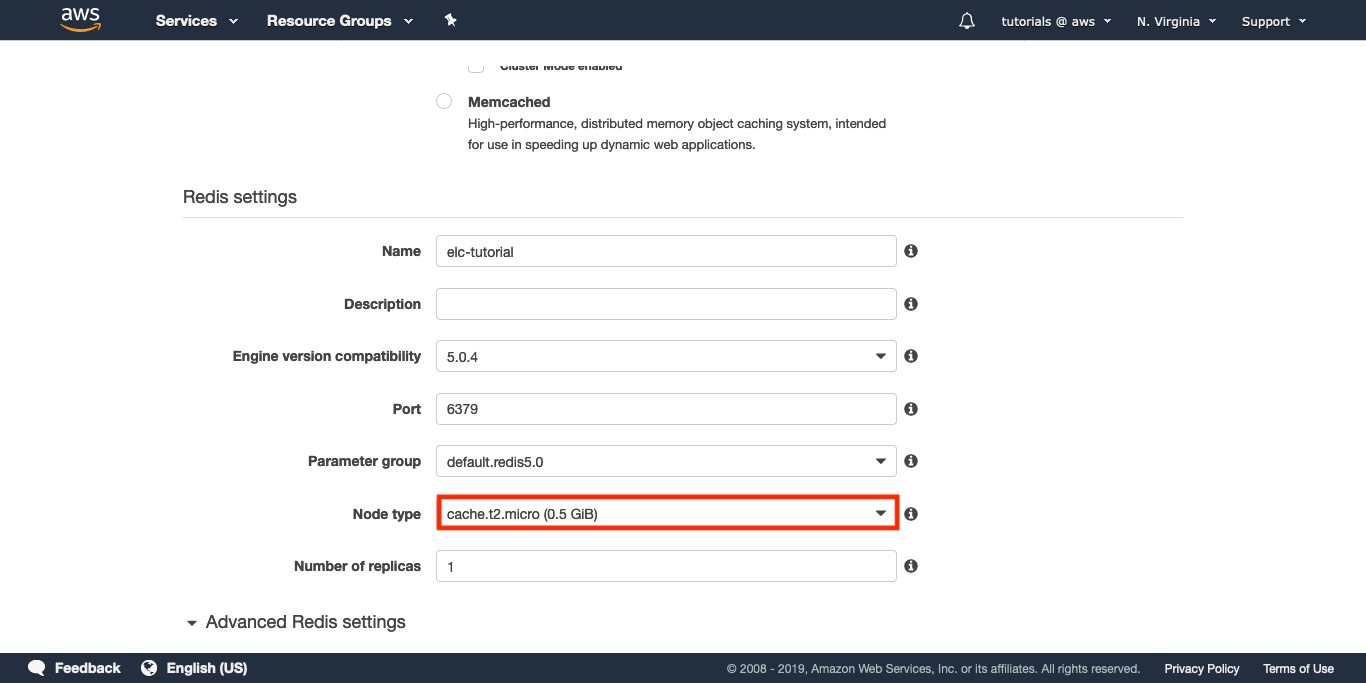 aws Services Resource Groups tutorials @ aws N. Virginia Support
Cluster Mode enabled
Memcached
High-performance, distributed memory object caching system, intended
for use in speeding up dynamic web applications.
Redis settings
Name elc-tutorial
Description
Engine version compatibility 5.0.4
Port 6379
Parameter group default.redis5.0
Node type cache.t2.micro (0.5 GiB)
Number of replicas 1
Advanced Redis settings
Feedback English (US) © 2008 - 2019, Amazon Web Services, Inc. or its affiliates. All rights reserved. Privacy Policy Terms of Use